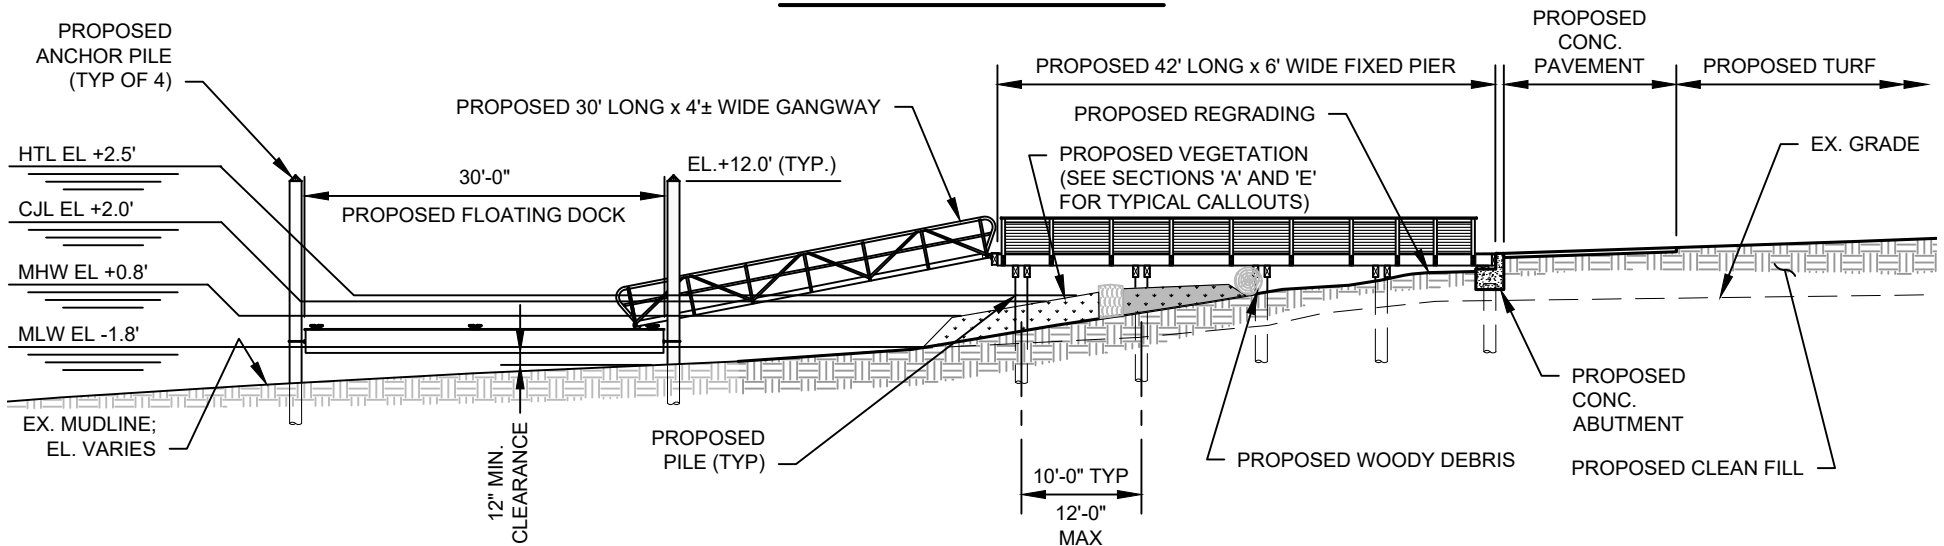 PROPOSED
ANCHOR PILE
(TYP OF 4)
PROPOSED 30' LONG x 4'± WIDE GANGWAY
PROPOSED 42' LONG x 6' WIDE FIXED PIER
PROPOSED
CONC.
PAVEMENT
PROPOSED TURF
PROPOSED REGRADING
EX. GRADE
HTL EL +2.5'
30'-0"
PROPOSED FLOATING DOCK
EL.+12.0' (TYP.)
PROPOSED VEGETATION
(SEE SECTIONS 'A' AND 'E'
FOR TYPICAL CALLOUTS)
CJL EL +2.0'
MHW EL +0.8'
MLW EL -1.8'
EX. MUDLINE;
EL. VARIES
12" MIN.
CLEARANCE
PROPOSED
PILE (TYP)
10'-0" TYP
12'-0"
MAX
PROPOSED WOODY DEBRIS
PROPOSED
CONC.
ABUTMENT
PROPOSED CLEAN FILL